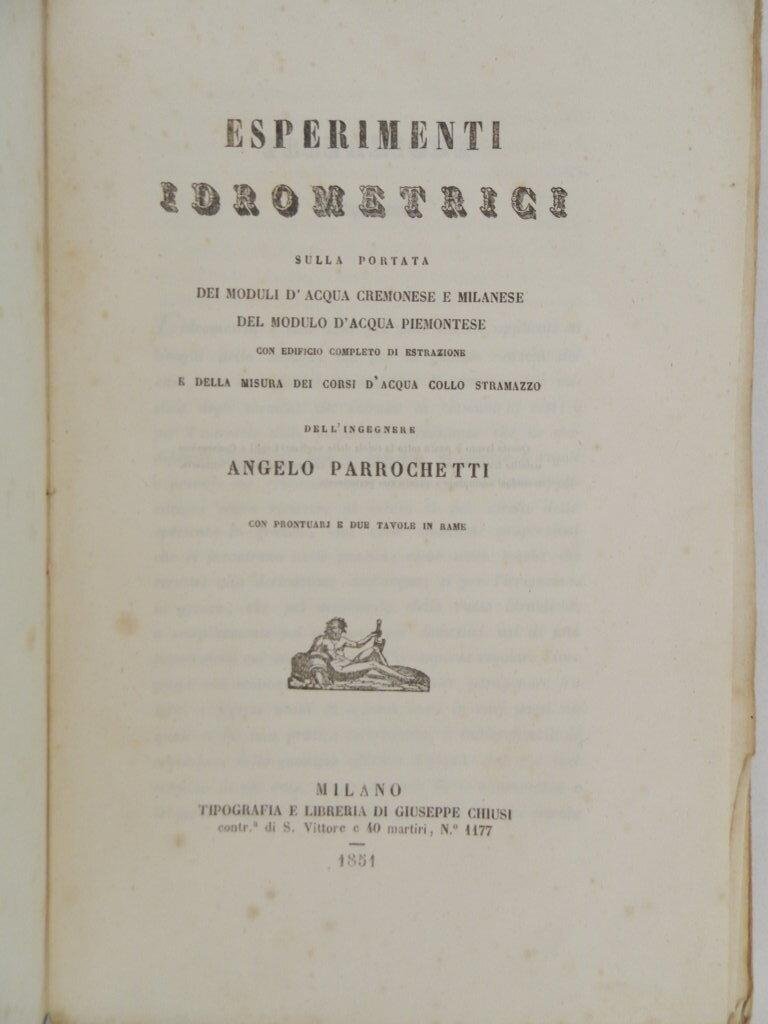 ESPERIMENTI
IDROMETRICI
SULLA PORTATA
DEI MODULI D'ACQUA CREMONESE E MILANESE
DEL MODULO D'ACQUA PIEMONTESE
CON EDIFICIO COMPLETO DI ESTRAZIONE
E DELLA MISURA DEI CORSI D'ACQUA COLLO STRAMAZZO
DELL'INGEGNERE
ANGELO PARROCHETTI
CON PRONTUARJ E DUE TAVOLE IN RAME
MILANO
TIPOGRAFIA E LIBRERIA DI GIUSEPPE CHIUSI
contr.ª di S. Vittore e 40 martiri, N.º 1177
1851